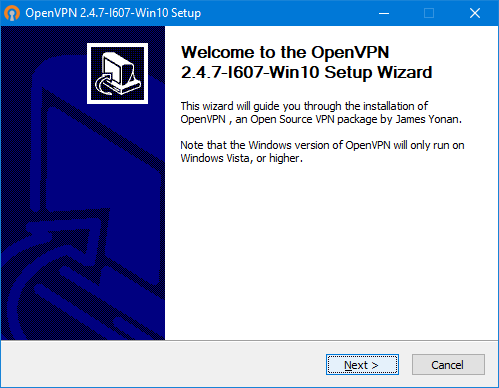 OpenVPN 2.4.7-I607-Win10 Setup
Welcome to the OpenVPN
2.4.7-I607-Win10 Setup Wizard
This wizard will guide you through the installation of
OpenVPN , an Open Source VPN package by James Yonan.
Note that the Windows version of OpenVPN will only run on
Windows Vista, or higher.
Next >
Cancel